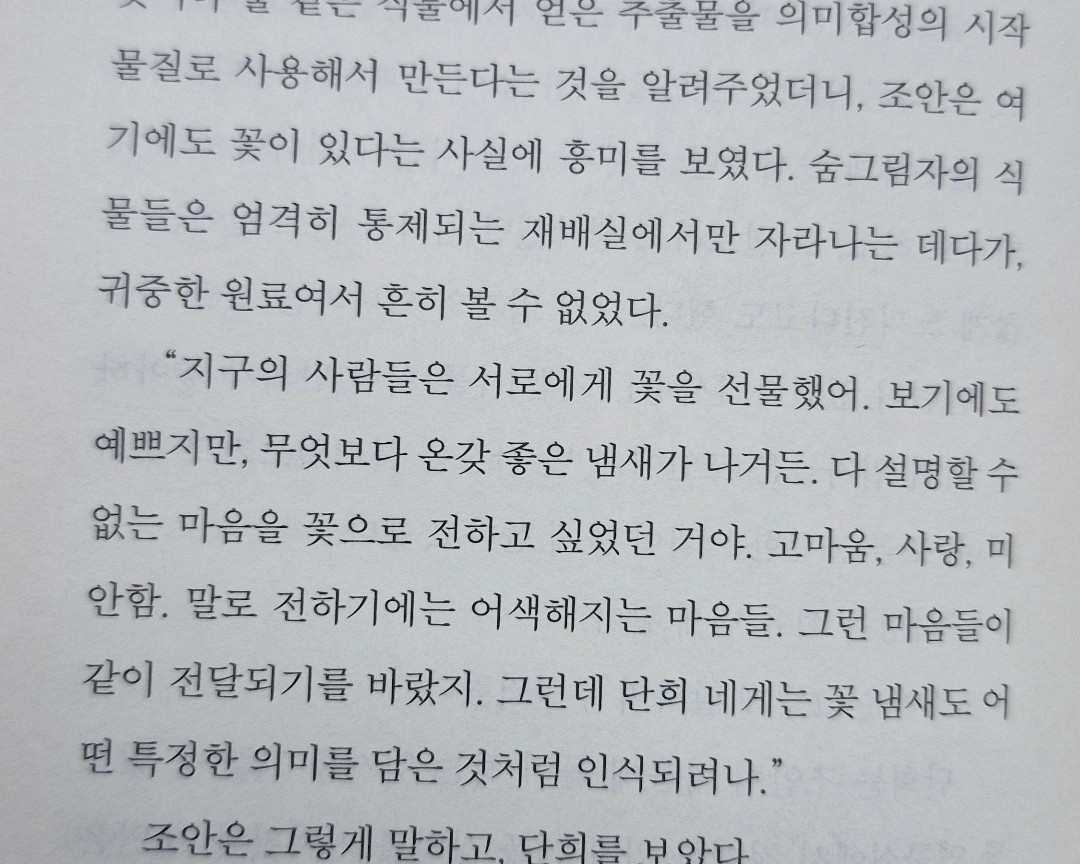 같은 식물에서 얻은 추출물을 의미합성의 시작
물질로 사용해서 만든다는 것을 알려주었더니, 조안은 여
기에도 꽃이 있다는 사실에 흥미를 보였다. 숨그림자의 식
물들은 엄격히 통제되는 재배실에서만 자라나는 데다가,
귀중한 원료여서 흔히 볼 수 없었다.
“지구의 사람들은 서로에게 꽃을 선물했어. 보기에도
예쁘지만, 무엇보다 온갖 좋은 냄새가 나거든. 다 설명할 수
없는 마음을 꽃으로 전하고 싶었던 거야. 고마움, 사랑, 미
안함. 말로 전하기에는 어색해지는 마음들. 그런 마음들이
같이 전달되기를 바랐지. 그런데 단희 네게는 꽃 냄새도 어
떤 특정한 의미를 담은 것처럼 인식되려나.”
조안은 그렇게 말하고, 단희를 보았다